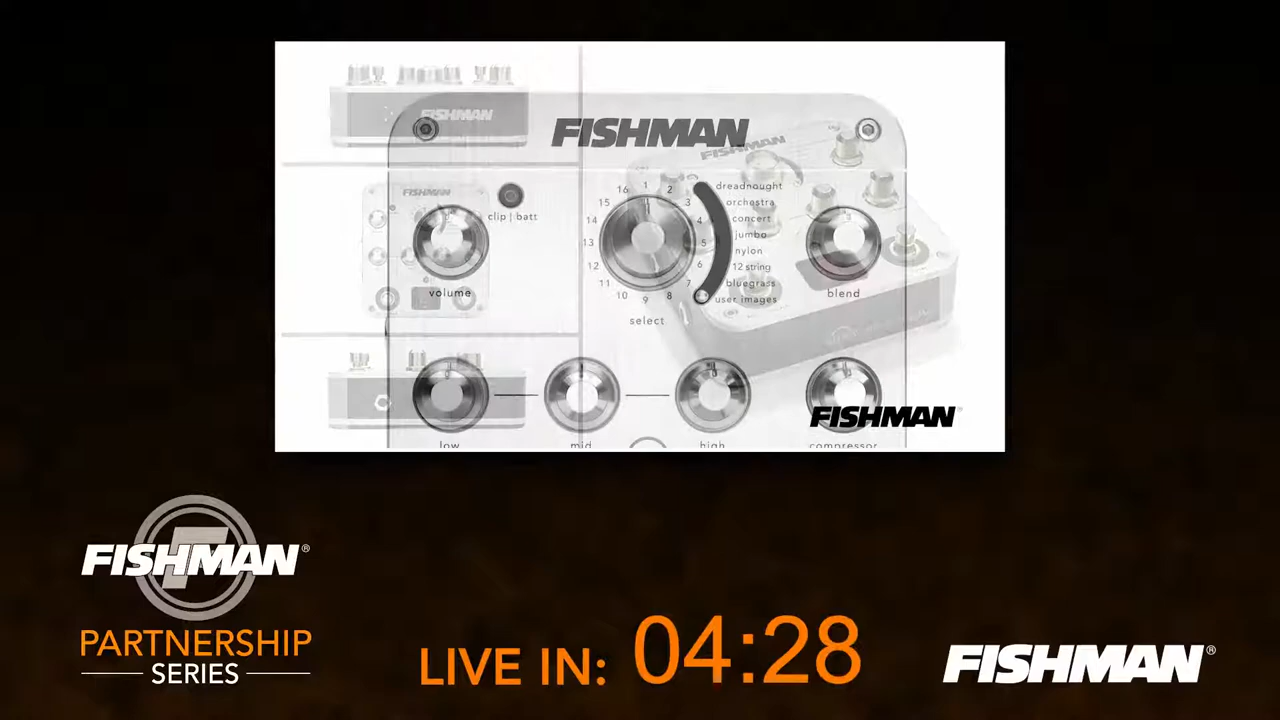 FISHMAN
FISHMAN
FISHMAN
FISHMAN
clip | batt
volume
16 1 2
15 3
14 4
13 5
12 6
11 7
10 9 8
select
dreadnought
orchestra
concert
jumbo
nylon
12 string
bluegrass
user images
blend
low
mid
high
compressor
FISHMAN
FISHMAN®
PARTNERSHIP
SERIES
LIVE IN: 04:28
FISHMAN®